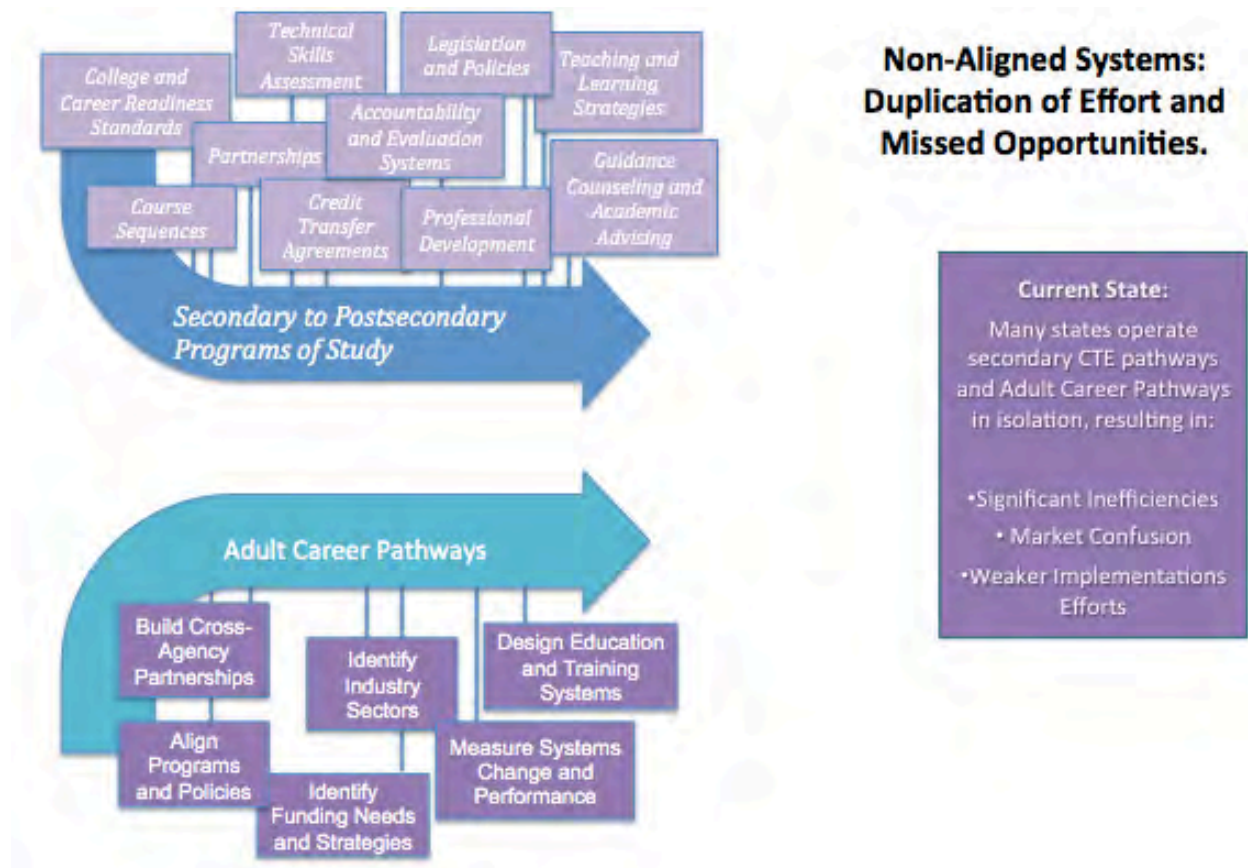 Non-Aligned Systems:
Duplication of Effort and
Missed Opportunities.
College and
Career Readiness
Standards
Technical
Skills
Assessment
Legislation
and Policies
Teaching and
Learning
Strategies
Partnerships
Accountability
and Evaluation
Systems
Guidance
Counseling and
Academic
Advising
Course
Sequences
Credit
Transfer
Agreements
Professional
Development
Secondary to Postsecondary
Programs of Study
Adult Career Pathways
Build Cross-
Agency
Partnerships
Identify
Industry
Sectors
Design Education
and Training
Systems
Align
Programs
and Policies
Identify
Funding Needs
and Strategies
Measure Systems
Change and
Performance
Current State:
Many states operate
secondary CTE pathways
and Adult Career Pathways
in isolation, resulting in:
•Significant Inefficiencies
• Market Confusion
•Weaker Implementations
Efforts